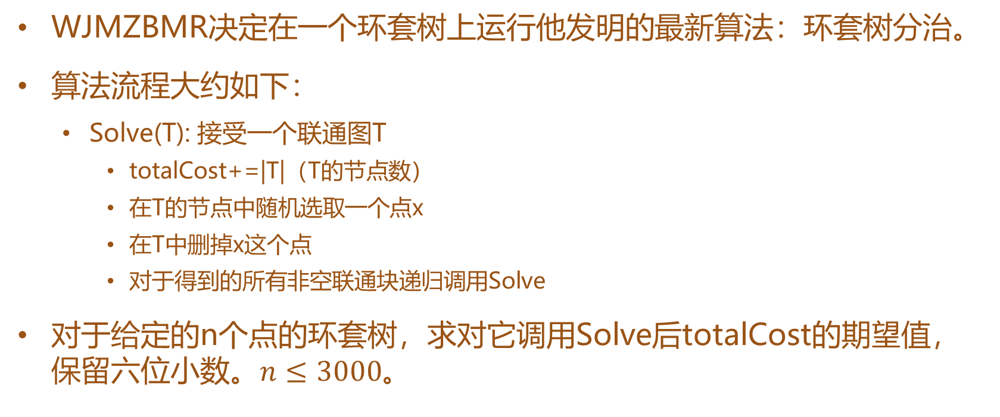 • WJMZBMR决定在一个环套树上运行他发明的最新算法：环套树分治。
• 算法流程大约如下：
• Solve(T): 接受一个联通图T
• totalCost+=|T|（T的节点数）
• 在T的节点中随机选取一个点x
• 在T中删掉x这个点
• 对于得到的所有非空联通块递归调用Solve
• 对于给定的n个点的环套树，求对它调用Solve后totalCost的期望值，
保留六位小数。n ≤ 3000。